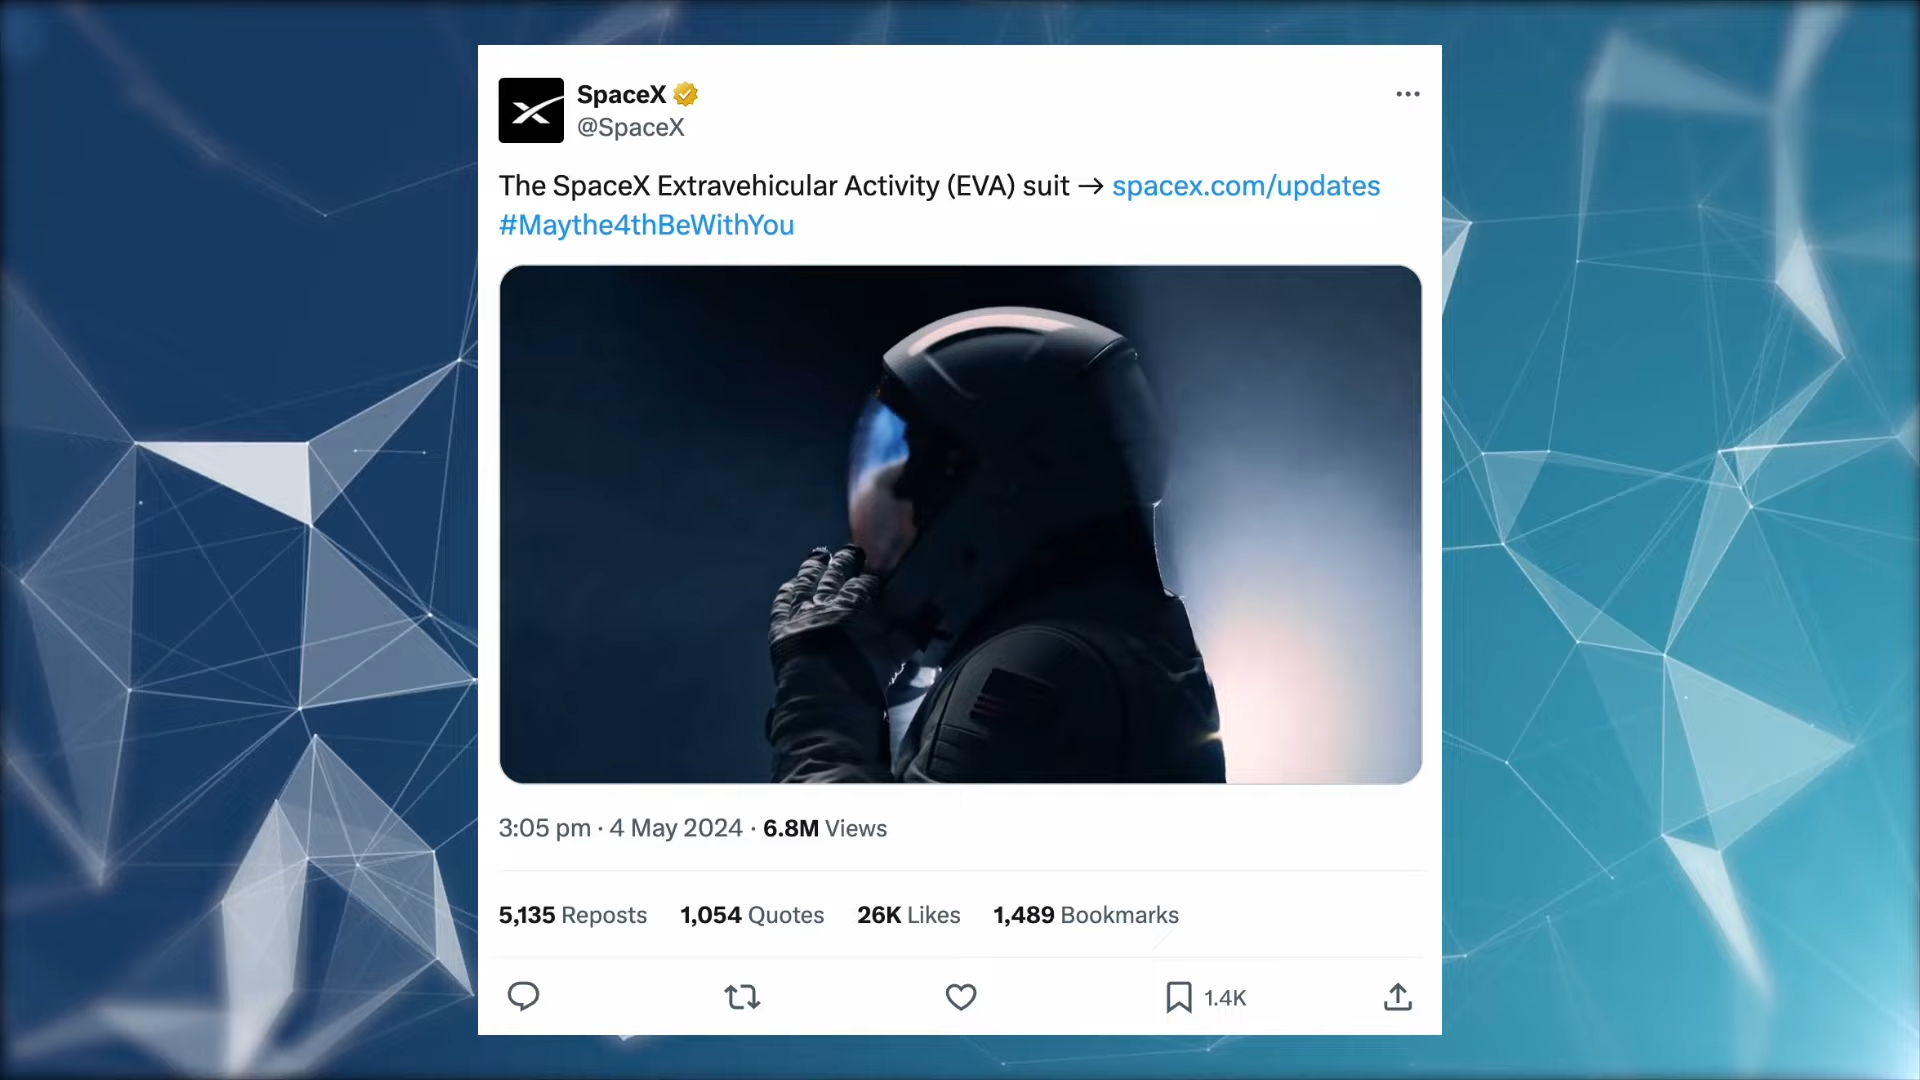 SpaceX
@SpaceX
The SpaceX Extravehicular Activity (EVA) suit → spacex.com/updates
#Maythe4thBeWithYou
3:05 pm · 4 May 2024 · 6.8M Views
5,135 Reposts 1,054 Quotes 26K Likes 1,489 Bookmarks
1.4K